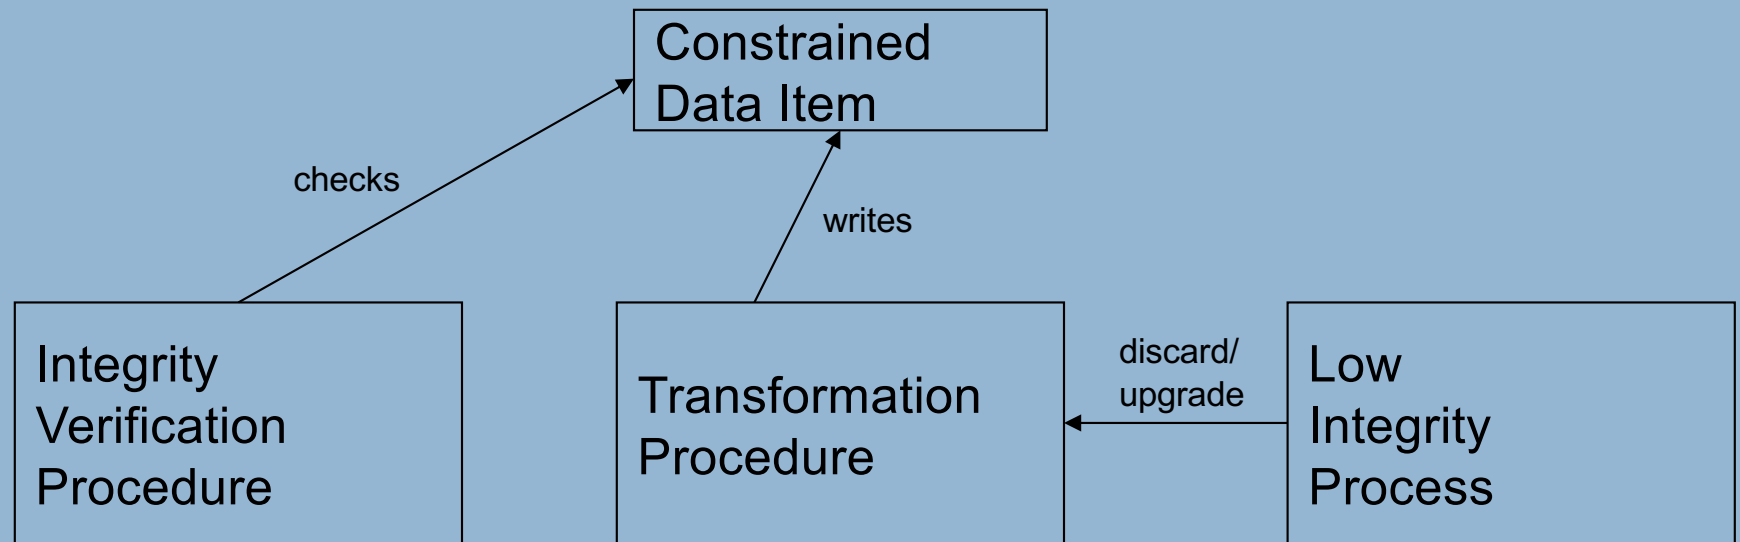 Constrained
Data Item
checks
writes
Integrity
Verification
Procedure
Transformation
Procedure
discard/
upgrade
Low
Integrity
Process